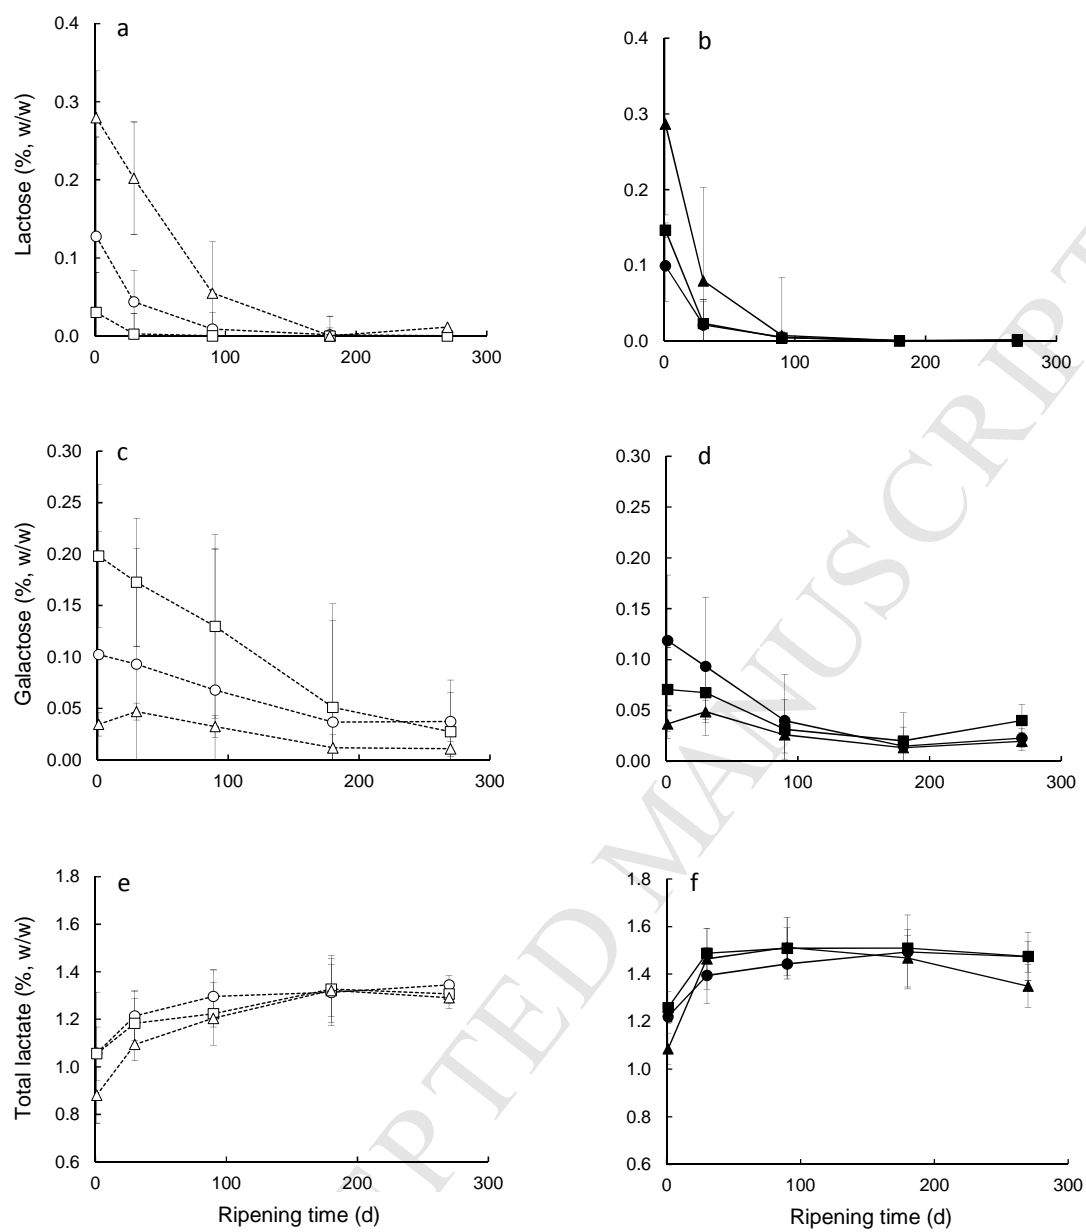 a
0.4
0.3
0.2
0.1
0.0
0 100 200 300
Lactose (%, w/w)
b
0.4
0.3
0.2
0.1
0.0
0 100 200 300
c
0.30
0.25
0.20
0.15
0.10
0.05
0.00
0 100 200 300
Galactose (%, w/w)
d
0.30
0.25
0.20
0.15
0.10
0.05
0.00
0 100 200 300
e
1.8
1.6
1.4
1.2
1.0
0.8
0.6
0 100 200 300
Total lactate (%, w/w)
Ripening time (d)
f
1.8
1.6
1.4
1.2
1.0
0.8
0.6
0 100 200 300
Ripening time (d)
EPTED MANUSCRIPT